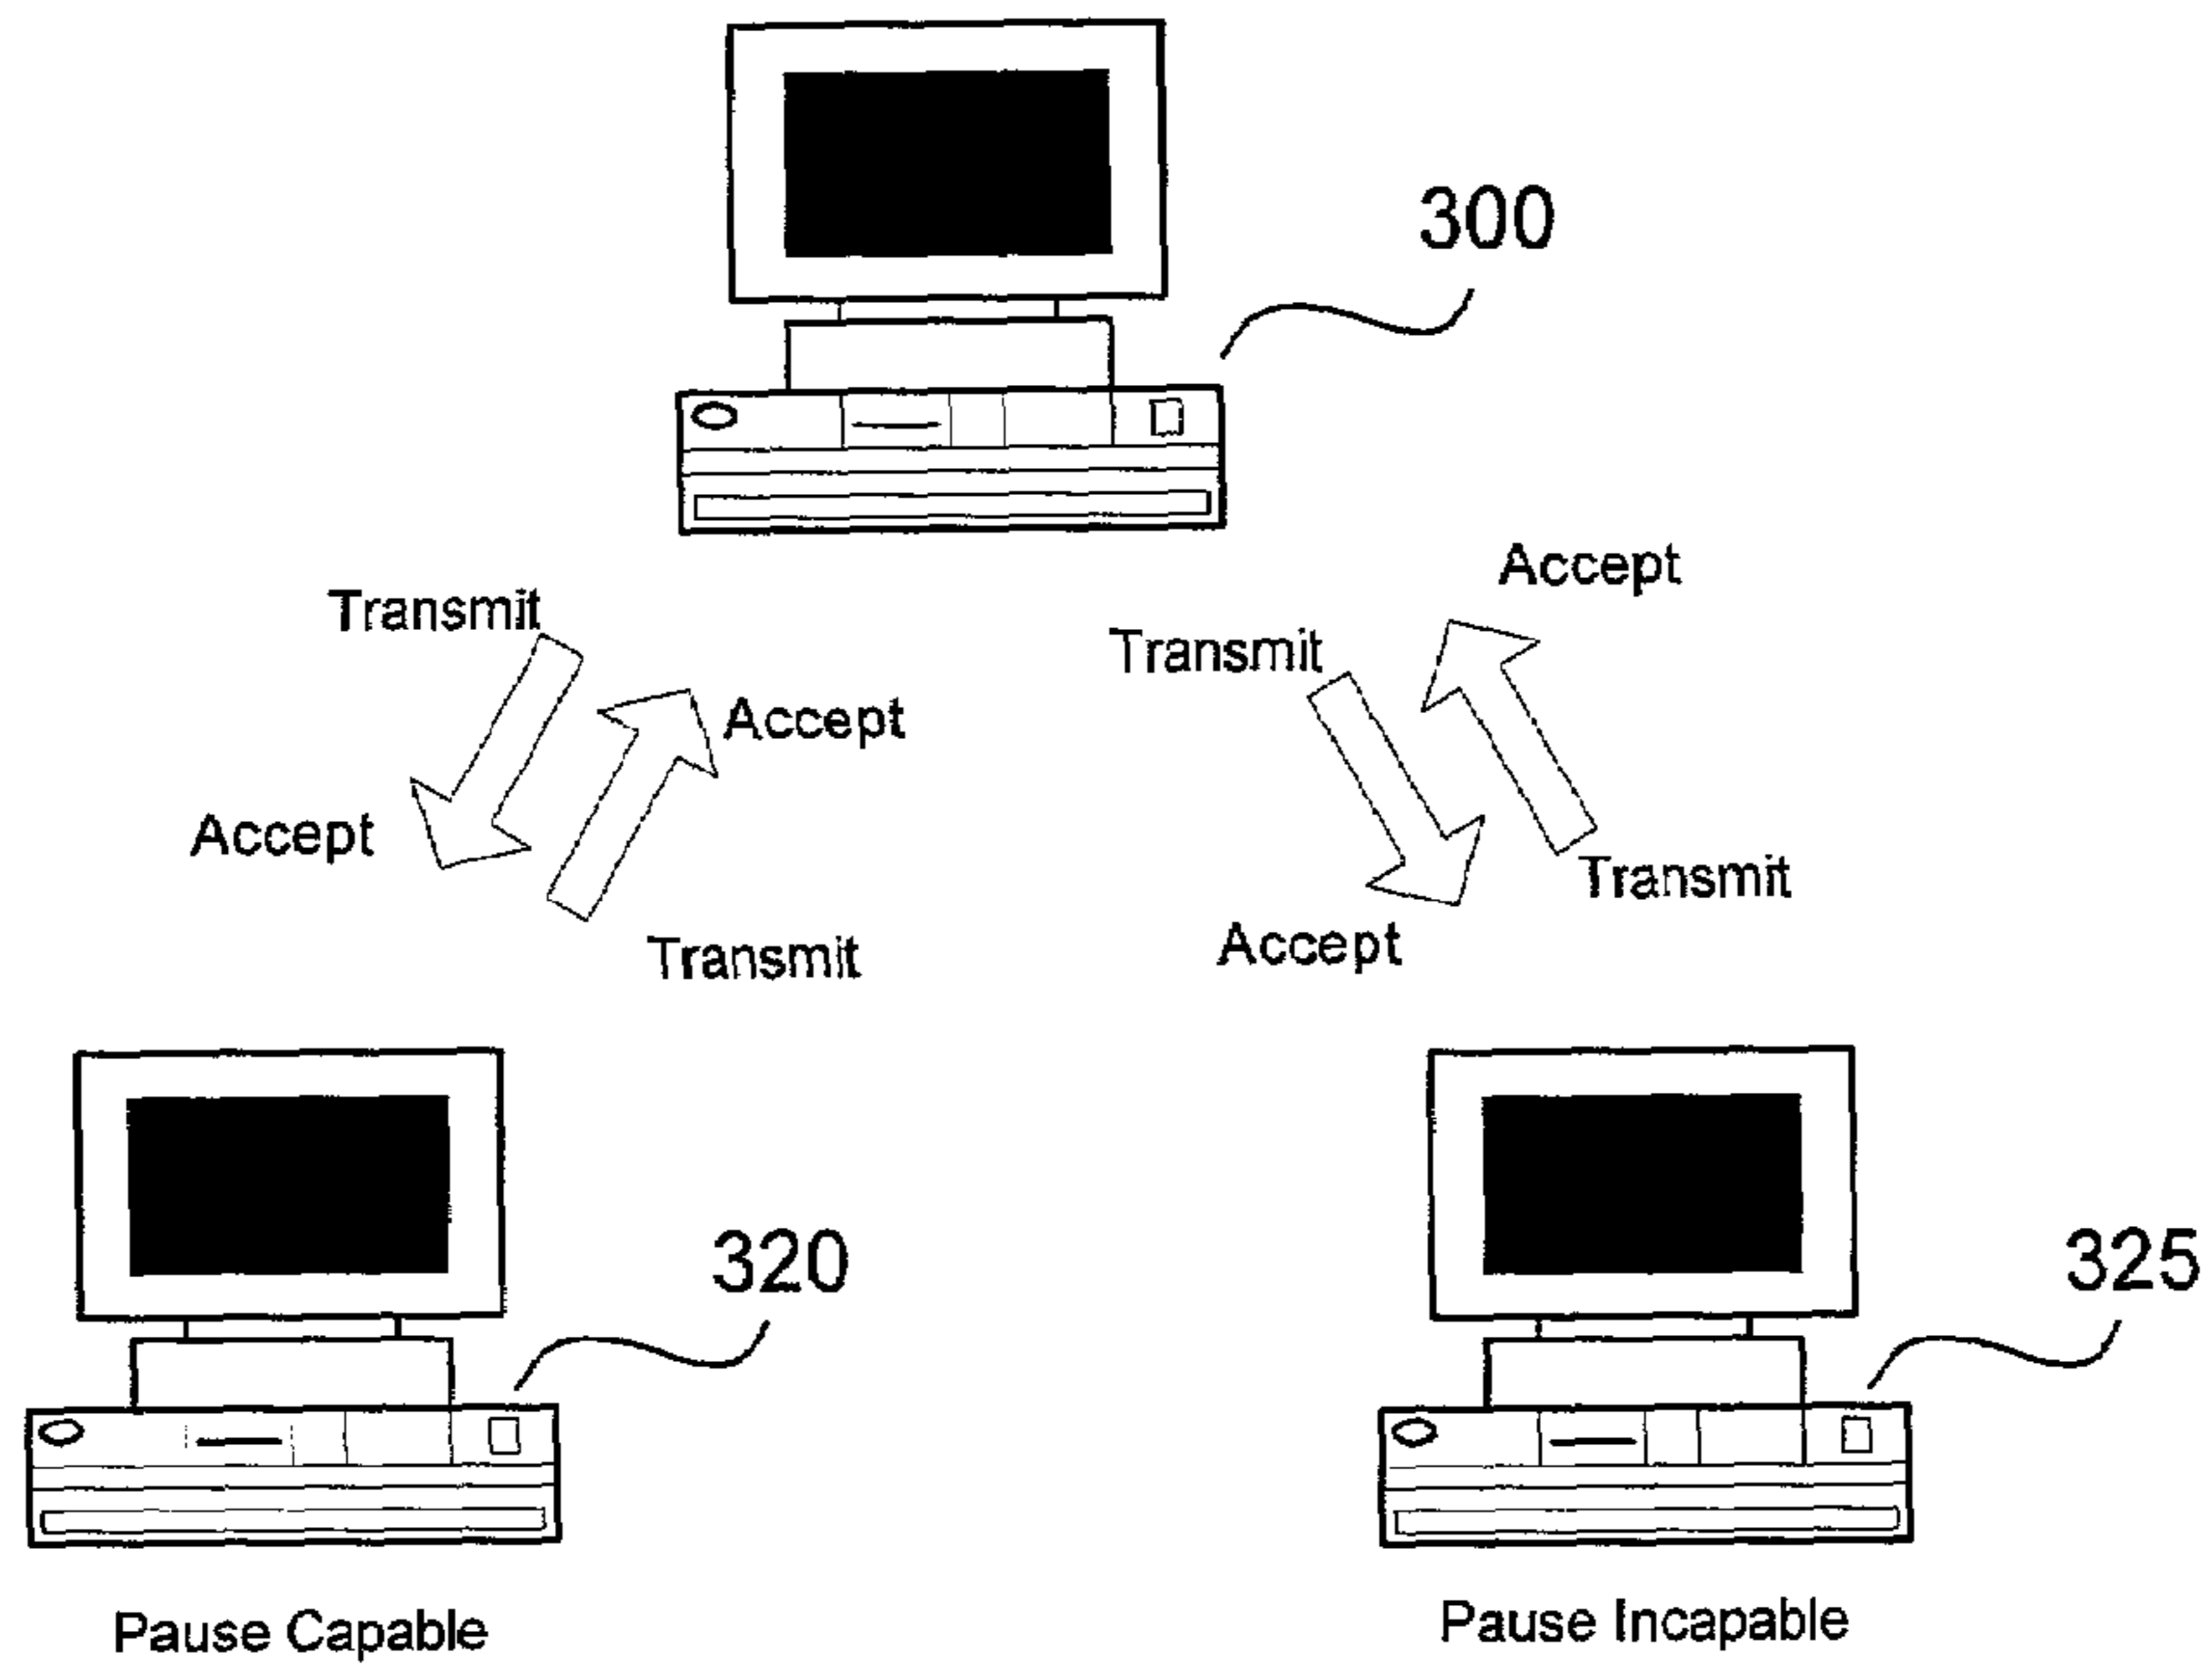 300
Accept
Transmit
Transmit
Accept
Accept
Transmit
Accept
Transmit
320
325
Pause Capable
Pause Incapable